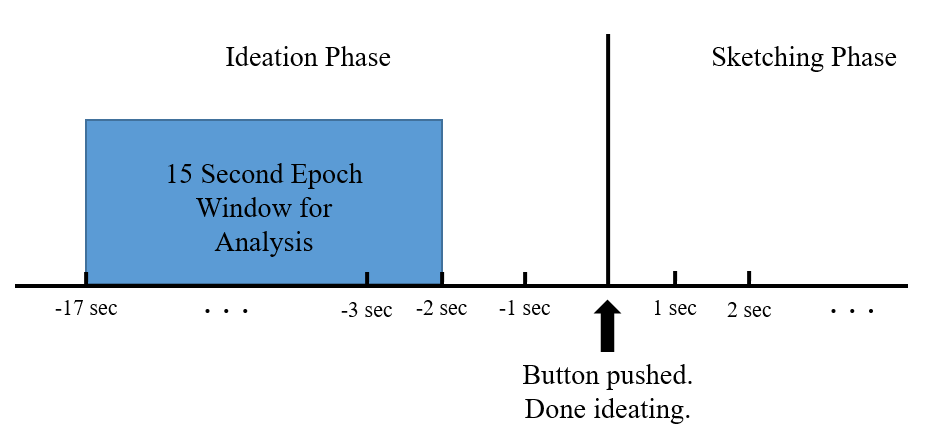 Ideation Phase
Sketching Phase
15 Second Epoch
Window for
Analysis
-17 sec . . . -3 sec -2 sec -1 sec 1 sec 2 sec . . .
Button pushed.
Done ideating.